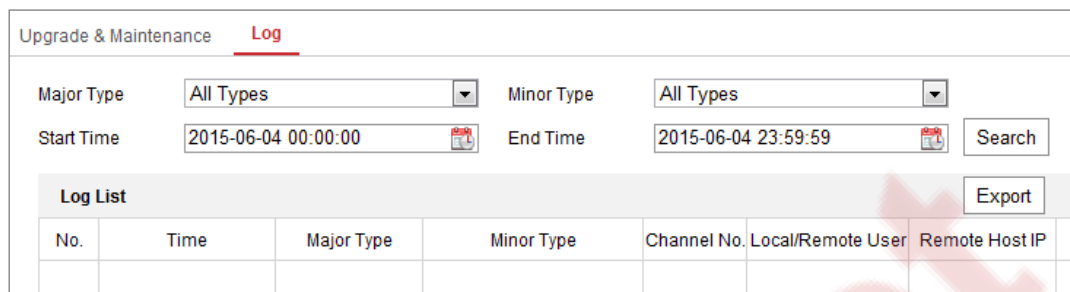 Upgrade & Maintenance Log
Major Type All Types Minor Type All Types
Start Time 2015-06-04 00:00:00 End Time 2015-06-04 23:59:59 Search
Log List Export
No. Time Major Type Minor Type Channel No. Local/Remote User Remote Host IP